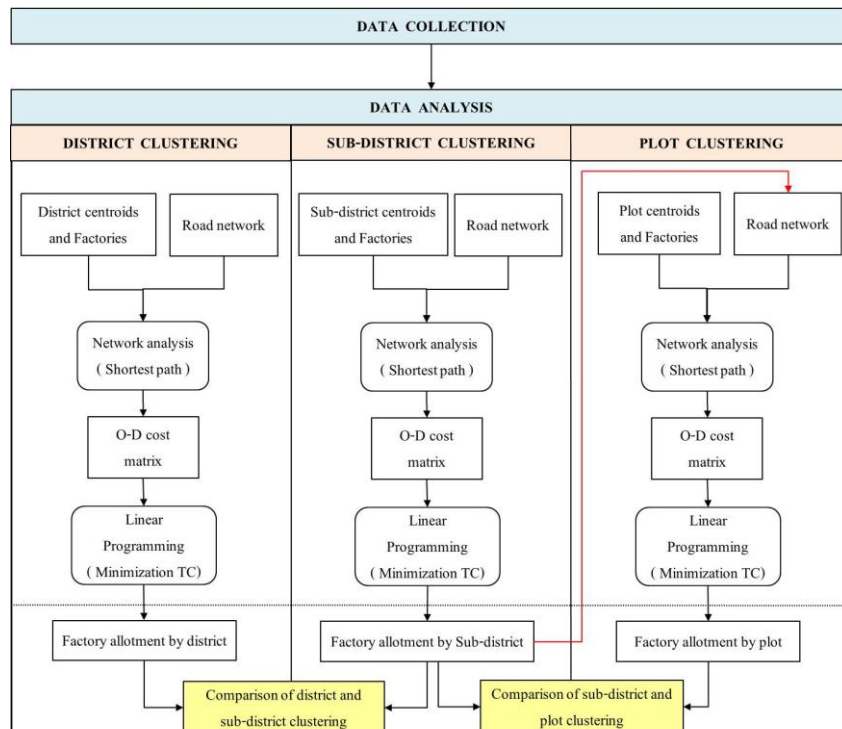 DATA COLLECTION
DATA ANALYSIS
DISTRICT CLUSTERING
SUB-DISTRICT CLUSTERING
PLOT CLUSTERING
District centroids
and Factories
Road network
Sub-district centroids
and Factories
Road network
Plot centroids
and Factories
Road network
Network analysis
( Shortest path )
Network analysis
( Shortest path )
Network analysis
( Shortest path )
O-D cost
matrix
O-D cost
matrix
O-D cost
matrix
Linear
Programming
( Minimization TC)
Linear
Programming
( Minimization TC)
Linear
Programming
( Minimization TC)
Factory allotment by district
Factory allotment by Sub-district
Factory allotment by plot
Comparison of district and
sub-district clustering
Comparison of sub-district and
plot clustering